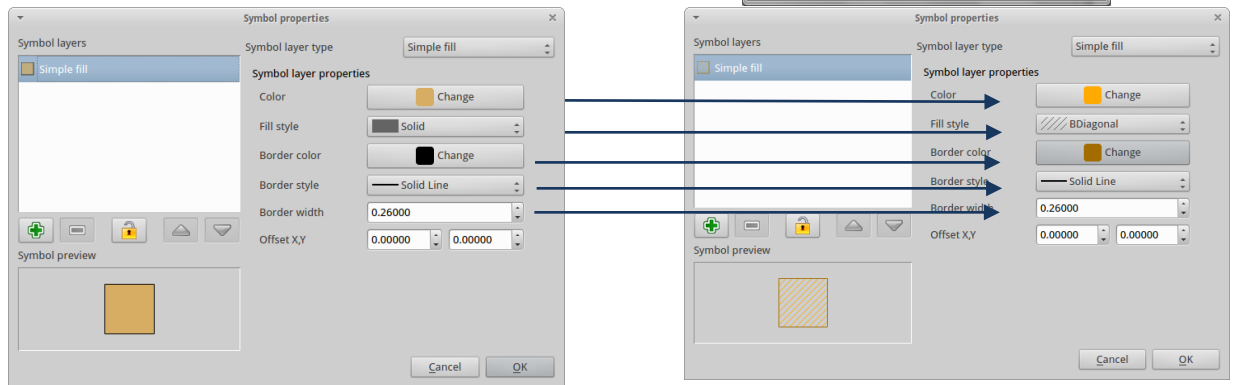 Symbol properties
Symbol layers
Simple fill
Symbol layer type
Simple fill
Symbol layer properties
Color
Change
Fill style
Solid
Border color
Change
Border style
Solid Line
Border width
0.26000
Offset X,Y
0.00000
0.00000
Symbol preview
Cancel
OK
Symbol properties
Symbol layers
Simple fill
Symbol layer type
Simple fill
Symbol layer properties
Color
Change
Fill style
BDiagonal
Border color
Change
Border style
Solid Line
Border width
0.26000
Offset X,Y
0.00000
0.00000
Symbol preview
Cancel
OK